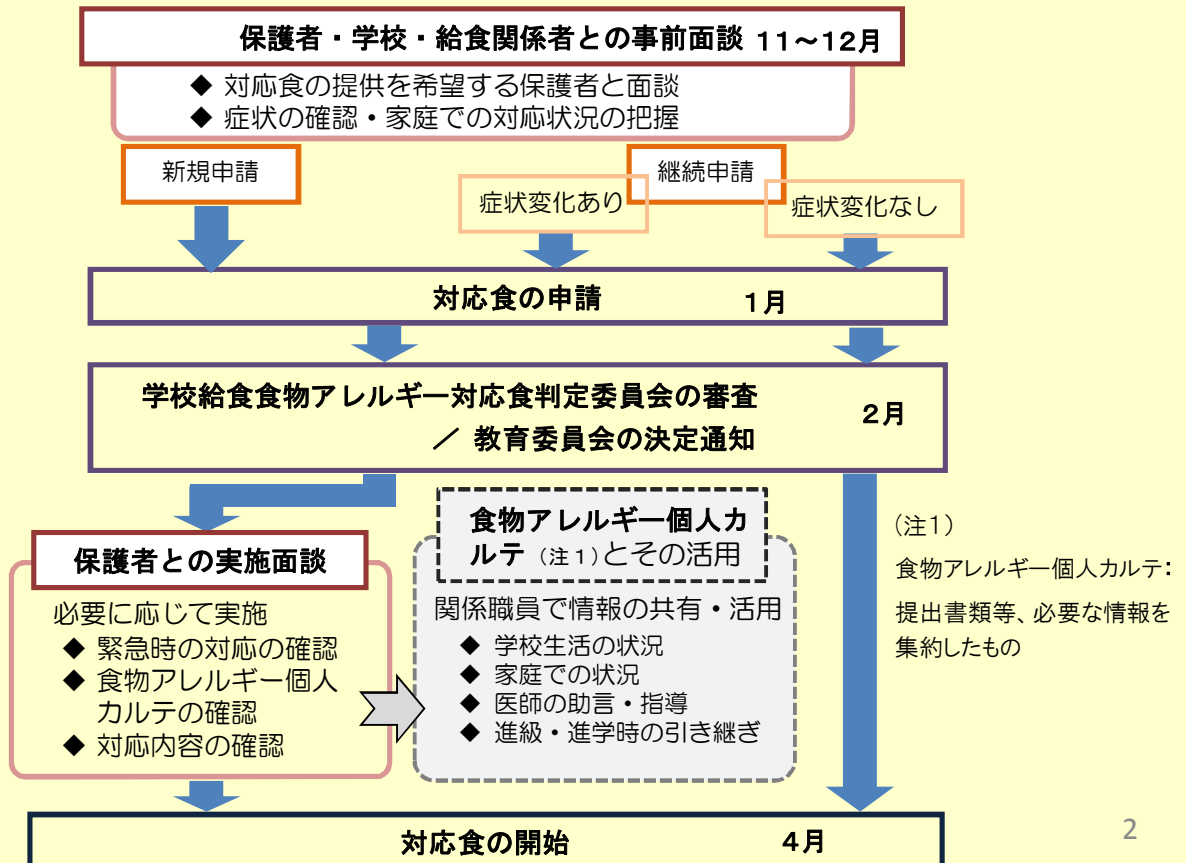 保護者・学校・給食関係者との事前面談 11～12月
◆ 対応食の提供を希望する保護者と面談
◆ 症状の確認・家庭での対応状況の把握
新規申請
継続申請
症状変化あり
症状変化なし
対応食の申請 1月
学校給食食物アレルギー対応食判定委員会の審査
／ 教育委員会の決定通知
2月
保護者との実施面談
必要に応じて実施
◆ 緊急時の対応の確認
◆ 食物アレルギー個人
カルテの確認
◆ 対応内容の確認
食物アレルギー個人カ
ルテ（注１）とその活用
関係職員で情報の共有・活用
◆ 学校生活の状況
◆ 家庭での状況
◆ 医師の助言・指導
◆ 進級・進学時の引き継ぎ
（注1）
食物アレルギー個人カルテ：
提出書類等、必要な情報を
集約したもの
対応食の開始 4月
2